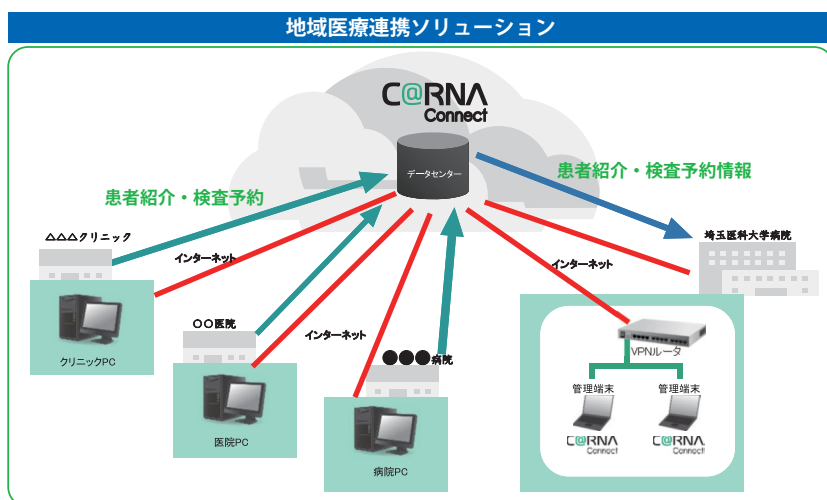 地域医療連携ソリューション
C@RNA
Connect
データセンター
患者紹介・検査予約
患者紹介・検査予約情報
△△△クリニック
インターネット
インターネット
埼玉医科大学病院
〇〇医院
インターネット
VPNルータ
●●●病院
クリニックPC
管理端末
管理端末
医院PC
C@RNA
Connect
C@RNA
Connect
病院PC